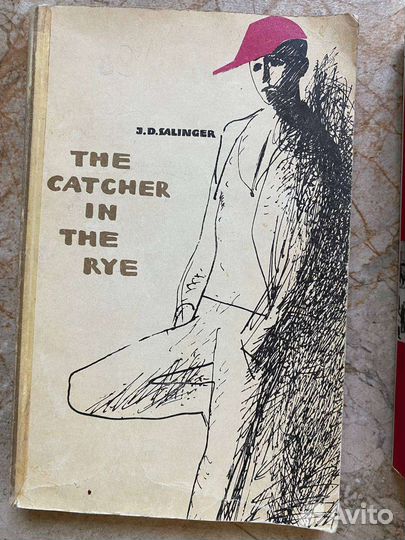 J.D.SALINGER
THE
CATCHER
IN
THE
RYE
Avito